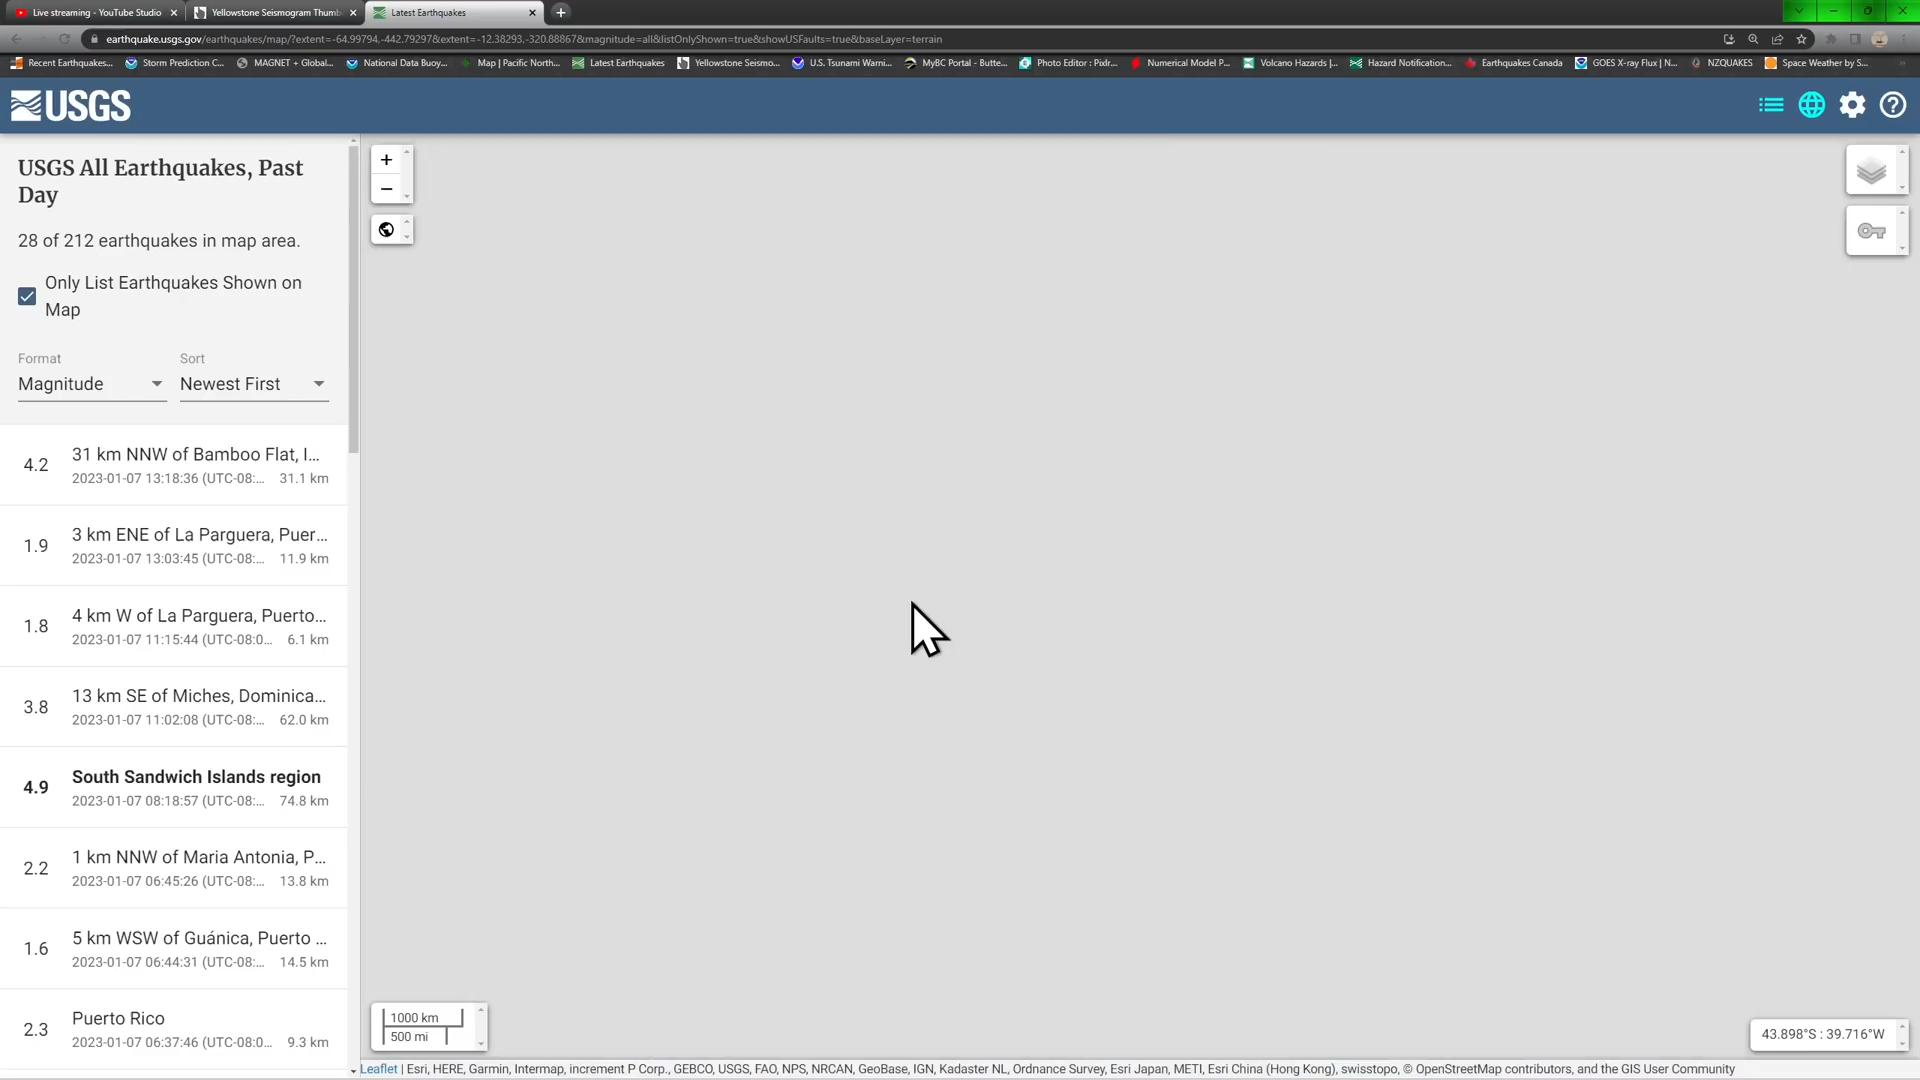 Live streaming - YouTube Studio
Yellowstone Seismogram Thumb
Latest Earthquakes
earthquake.usgs.gov/earthquakes/map/?extent=-64.99794,-442.79297&extent=-12.38293,-320.88867&magnitude=all&listOnlyShown=true&showUSFaults=true&baseLayer=terrain
Recent Earthquakes...
Storm Prediction C...
MAGNET + Global...
National Data Buoy...
Map | Pacific North...
Latest Earthquakes
Yellowstone Seismo...
U.S. Tsunami Warni...
MyBC Portal - Butte...
Photo Editor : Pixlr...
Numerical Model P...
Volcano Hazards |...
Hazard Notification...
Earthquakes Canada
GOES X-ray Flux | N...
NZQUAKES
Space Weather by S...
USGS
USGS All Earthquakes, Past
Day
28 of 212 earthquakes in map area.
Only List Earthquakes Shown on
Map
Format
Sort
Magnitude
Newest First
4.2
31 km NNW of Bamboo Flat, I...
2023-01-07 13:18:36 (UTC-08:...
31.1 km
1.9
3 km ENE of La Parguera, Puer...
2023-01-07 13:03:45 (UTC-08:...
11.9 km
1.8
4 km W of La Parguera, Puerto...
2023-01-07 11:15:44 (UTC-08:0...
6.1 km
3.8
13 km SE of Miches, Dominica...
2023-01-07 11:02:08 (UTC-08:...
62.0 km
4.9
South Sandwich Islands region
2023-01-07 08:18:57 (UTC-08:...
74.8 km
2.2
1 km NNW of Maria Antonia, P...
2023-01-07 06:45:26 (UTC-08:...
13.8 km
1.6
5 km WSW of Guánica, Puerto ...
2023-01-07 06:44:31 (UTC-08:...
14.5 km
2.3
Puerto Rico
2023-01-07 06:37:46 (UTC-08:0...
9.3 km
+
−
1000 km
500 mi
43.898°S : 39.716°W
Leaflet | Esri, HERE, Garmin, Intermap, increment P Corp., GEBCO, USGS, FAO, NPS, NRCAN, GeoBase, IGN, Kadaster NL, Ordnance Survey, Esri Japan, METI, Esri China (Hong Kong), swisstopo, © OpenStreetMap contributors, and the GIS User Community